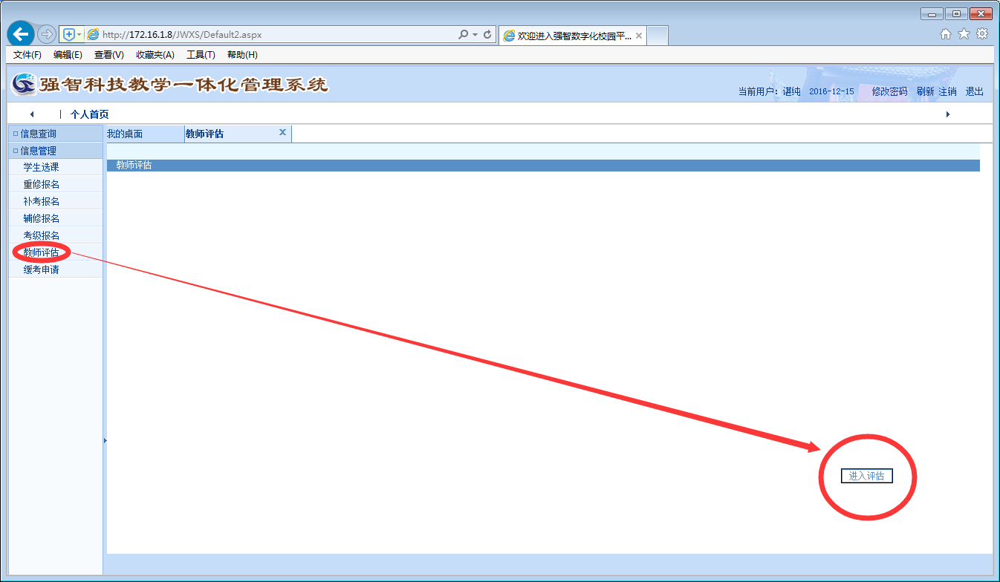 http://172.16.1.8/JWXS/Default2.aspx
欢迎进入强智数字化校园平...
文件(F) 编辑(E) 查看(V) 收藏夹(A) 工具(T) 帮助(H)
强智科技教学一体化管理系统
当前用户：谌纯 2016-12-15 修改密码 刷新 注销 退出
个人首页
信息查询
信息管理
学生选课
重修报名
补考报名
辅修报名
考级报名
教师评估
缓考申请
我的桌面 教师评估 X
教师评估
进入评估